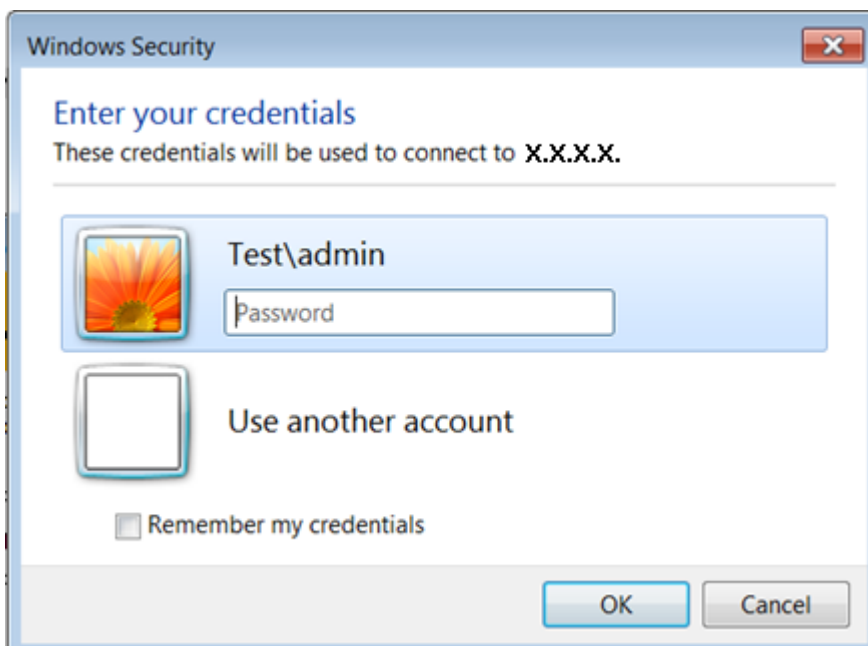 Windows Security
Enter your credentials
These credentials will be used to connect to X.X.X.X.
Test\admin
Password
Use another account
Remember my credentials
OK Cancel